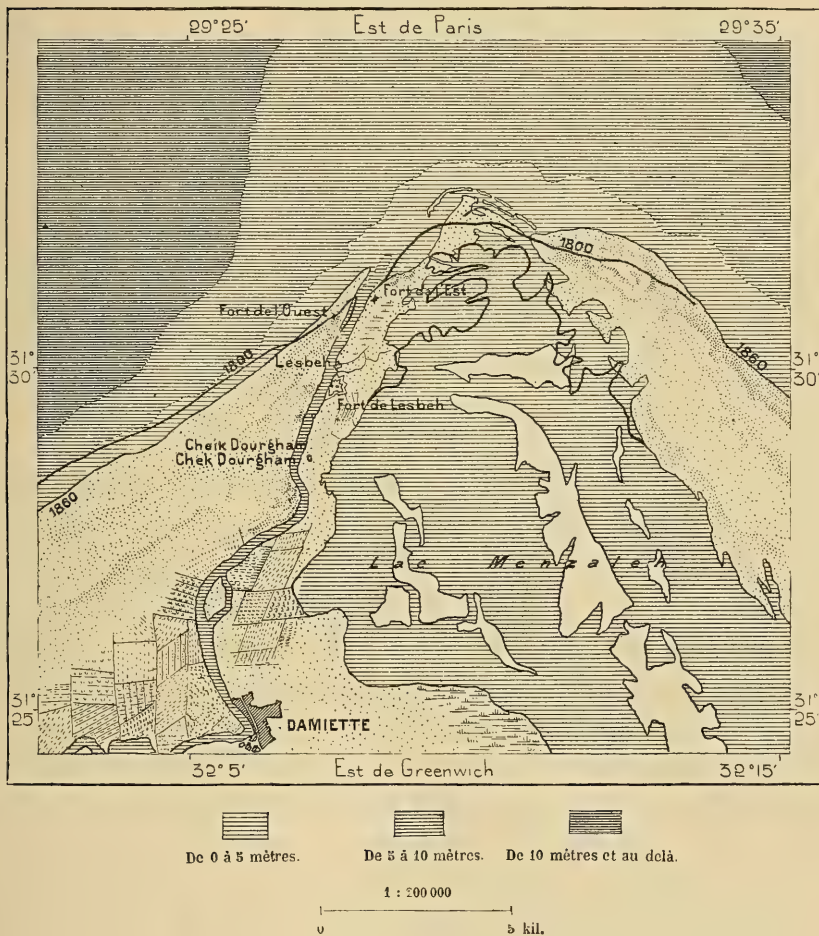 29°25' Est de Paris 29°35'
1800
Fort de l'Est
Fort de l'Ouest
31° 30'
1800
1860
31° 30'
Lesbeh
Fort de Lesbeh
Cheik Dourgham
Chek Dourgham
1860
Lac Menzaleh
31° 25'
DAMIETTE
31° 25'
32°5' Est de Greenwich 32°15'
De 0 à 5 mètres. De 5 à 10 mètres. De 10 mètres et au delà.
1 : 200 000
0 5 kil.